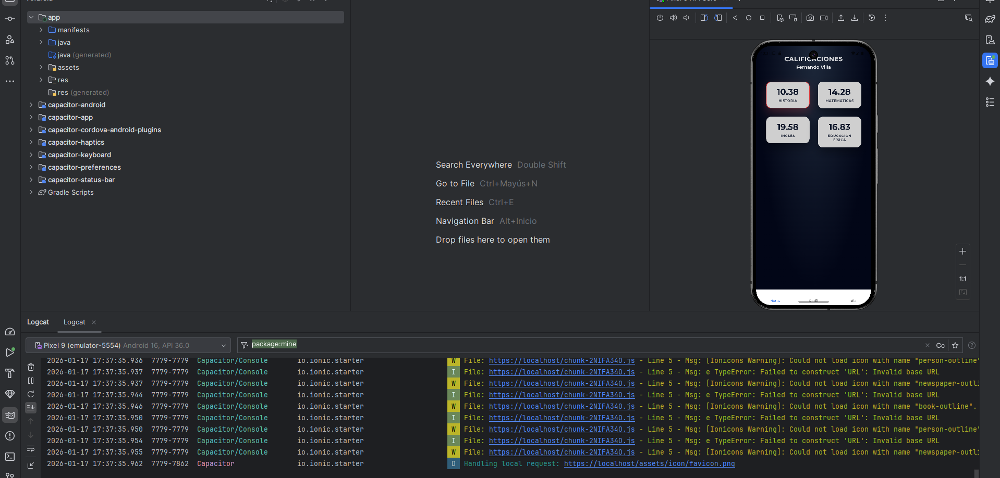 app
manifests
java
java (generated)
assets
res
res (generated)
capacitor-android
capacitor-app
capacitor-cordova-android-plugins
capacitor-haptics
capacitor-keyboard
capacitor-preferences
capacitor-status-bar
Gradle Scripts
Search Everywhere Double Shift
Go to File Ctrl+Mayús+N
Recent Files Ctrl+E
Navigation Bar Alt+Inicio
Drop files here to open them
CALIFICACIONES
Fernando Villa
10.38
HISTORIA
14.28
MATEMÁTICAS
19.58
INGLÉS
16.83
EDUCACIÓN
FÍSICA
Notas Perfil Info
1:1
Logcat Logcat
Pixel 9 (emulator-5554) Android 16, API 36.0
package:mine
Cc
2026-01-17 17:37:35.936 7779-7779 Capacitor/Console io.ionic.starter W File: https://localhost/chunk-2NIFA34O.js - Line 5 - Msg: [Ionicons Warning]: Could not load icon with name "person-outline"
2026-01-17 17:37:35.937 7779-7779 Capacitor/Console io.ionic.starter I File: https://localhost/chunk-2NIFA34O.js - Line 5 - Msg: e TypeError: Failed to construct 'URL': Invalid base URL
2026-01-17 17:37:35.937 7779-7779 Capacitor/Console io.ionic.starter W File: https://localhost/chunk-2NIFA34O.js - Line 5 - Msg: [Ionicons Warning]: Could not load icon with name "newspaper-outli
2026-01-17 17:37:35.944 7779-7779 Capacitor/Console io.ionic.starter I File: https://localhost/chunk-2NIFA34O.js - Line 5 - Msg: e TypeError: Failed to construct 'URL': Invalid base URL
2026-01-17 17:37:35.946 7779-7779 Capacitor/Console io.ionic.starter W File: https://localhost/chunk-2NIFA34O.js - Line 5 - Msg: [Ionicons Warning]: Could not load icon with name "book-outline".
2026-01-17 17:37:35.950 7779-7779 Capacitor/Console io.ionic.starter I File: https://localhost/chunk-2NIFA34O.js - Line 5 - Msg: e TypeError: Failed to construct 'URL': Invalid base URL
2026-01-17 17:37:35.950 7779-7779 Capacitor/Console io.ionic.starter W File: https://localhost/chunk-2NIFA34O.js - Line 5 - Msg: [Ionicons Warning]: Could not load icon with name "person-outline"
2026-01-17 17:37:35.954 7779-7779 Capacitor/Console io.ionic.starter I File: https://localhost/chunk-2NIFA34O.js - Line 5 - Msg: e TypeError: Failed to construct 'URL': Invalid base URL
2026-01-17 17:37:35.955 7779-7779 Capacitor/Console io.ionic.starter W File: https://localhost/chunk-2NIFA34O.js - Line 5 - Msg: [Ionicons Warning]: Could not load icon with name "newspaper-outli
2026-01-17 17:37:35.962 7779-7862 Capacitor io.ionic.starter D Handling local request: https://localhost/assets/icon/favicon.png